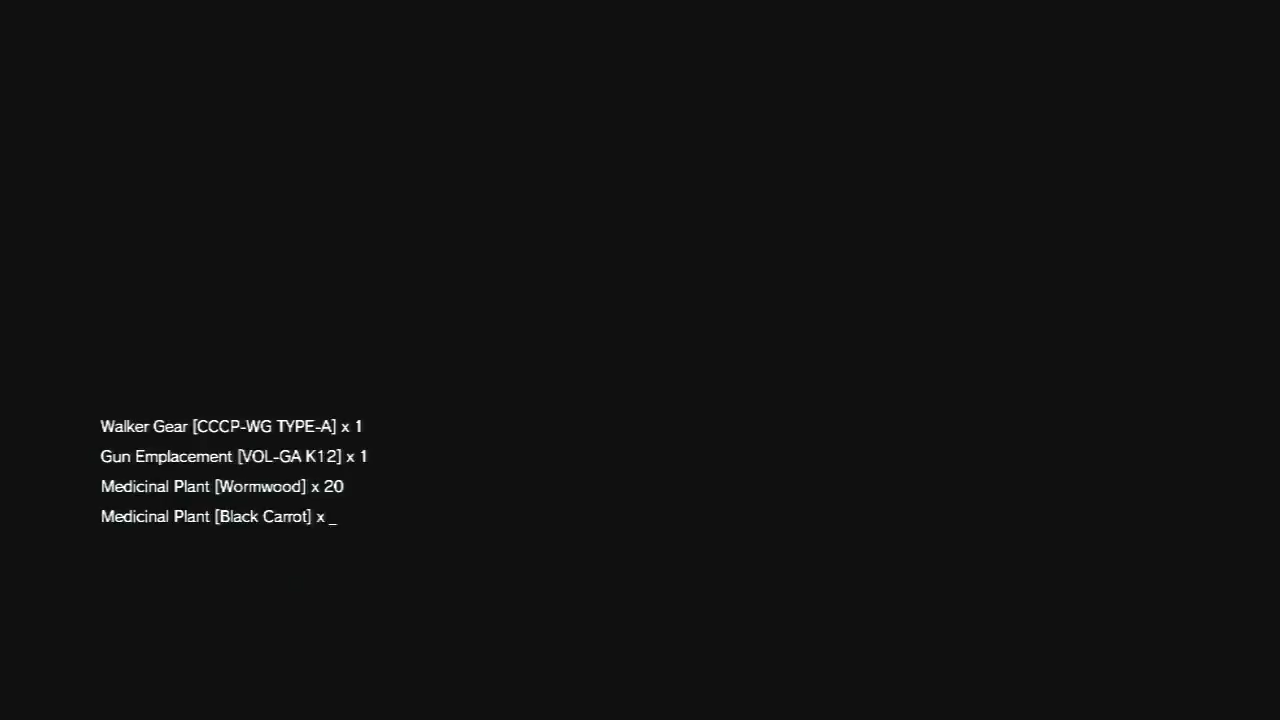 Walker Gear [CCCP-WG TYPE-A] x 1
Gun Emplacement [VOL-GA K12] x 1
Medicinal Plant [Wormwood] x 20
Medicinal Plant [Black Carrot] x _